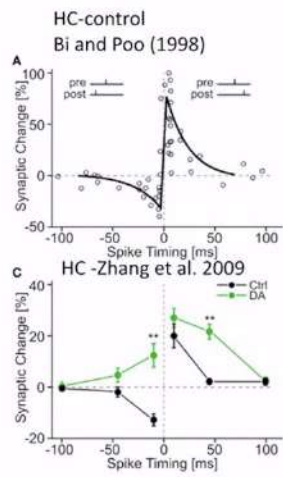 HC-control
Bi and Poo (1998)
A
100
pre
post
pre
post
50
0
-50
Synaptic Change [%]
-100 -50 0 50 100
Spike Timing [ms]
C
HC -Zhang et al. 2009
40
Ctrl
DA
**
**
20
0
-20
Synaptic Change [%]
-100 -50 0 50 100
Spike Timing [ms]